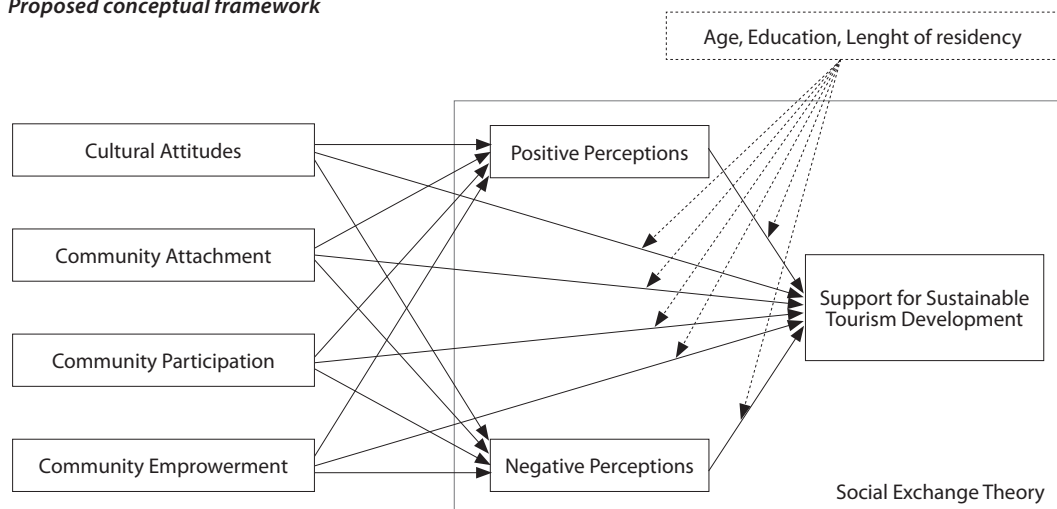 Proposed conceptual framework
Age, Education, Lenght of residency
Cultural Attitudes
Positive Perceptions
Community Attachment
Support for Sustainable
Tourism Development
Community Participation
Community Emprowerment
Negative Perceptions
Social Exchange Theory